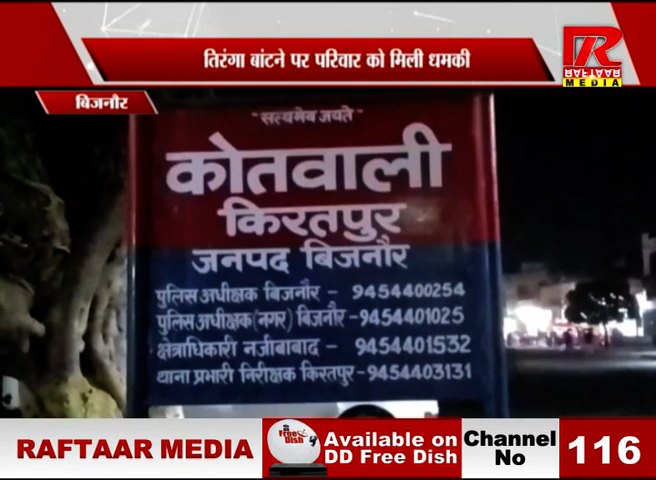 तिरंगा बांटने पर परिवार को मिली धमकी
RAFTAAR
MEDIA
बिजनौर
"सत्यमेव जयते"
कोतवाली
किरतपुर
जनपद बिजनौर
पुलिस अधीक्षक बिजनौर - 9454400254
पुलिस अधीक्षक(नगर) बिजनौर-9454401025
क्षेत्राधिकारी नजीबाबाद - 9454401532
थाना प्रभारी निरीक्षक किरतपुर-9454403131
RAFTAAR MEDIA
Free Dish
Available on
DD Free Dish
Channel
No
116